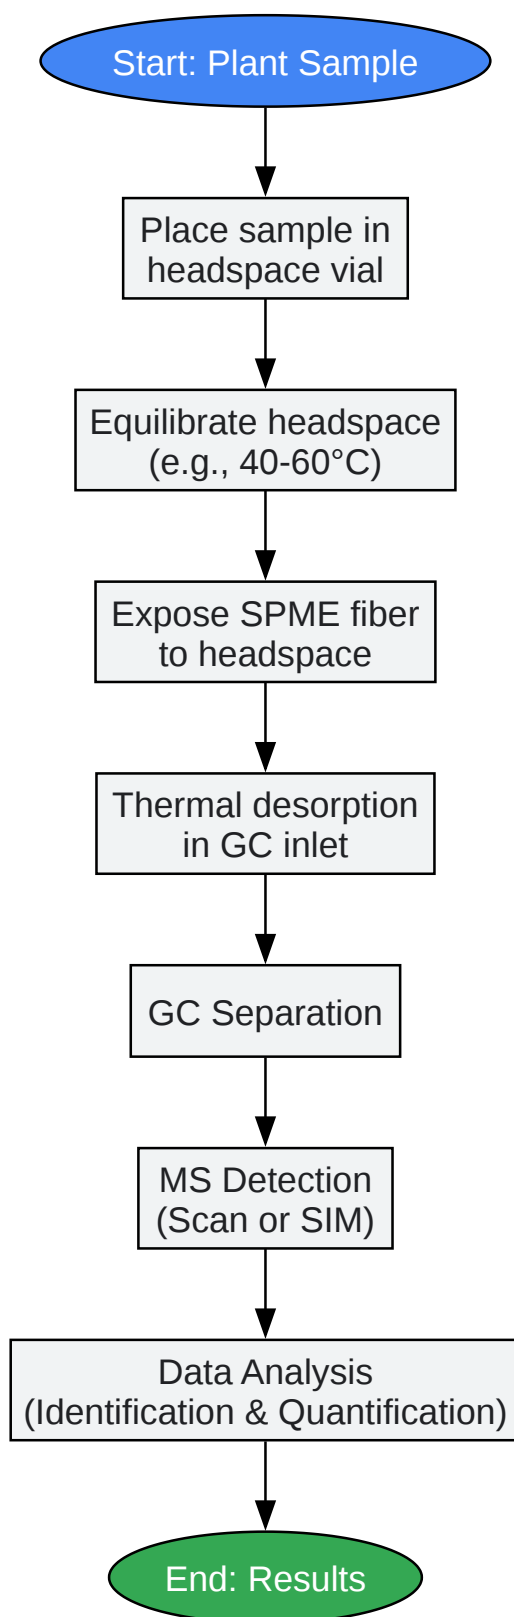 Start: Plant Sample
Place sample in
headspace vial
Equilibrate headspace
(e.g., 40-60°C)
Expose SPME fiber
to headspace
Thermal desorption
in GC inlet
GC Separation
MS Detection
(Scan or SIM)
Data Analysis
(Identification & Quantification)
End: Results